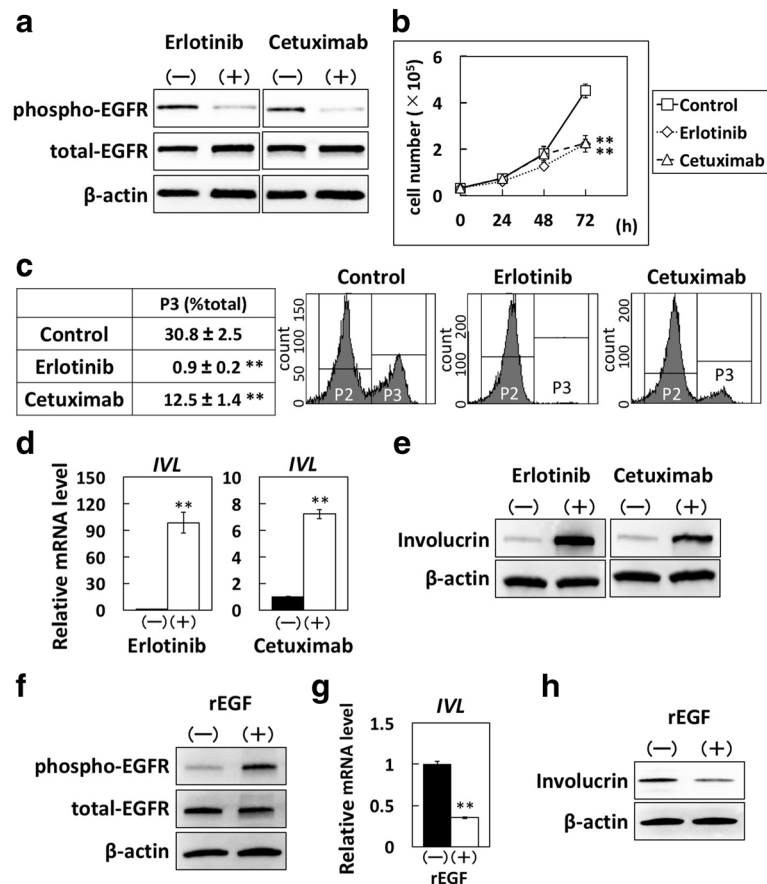 a
Erlotinib Cetuximab
(−) (+) (−) (+)
phospho-EGFR
total-EGFR
β-actin
b
cell number (×10⁵)
6
4
2
0
0 24 48 72 (h)
**
**
Control
Erlotinib
Cetuximab
c
P3 (%total)
Control 30.8 ± 2.5
Erlotinib 0.9 ± 0.2 **
Cetuximab 12.5 ± 1.4 **
Control
count
0 50 100 150
P2 P3
Erlotinib
count
0 100 200
P2 P3
Cetuximab
count
0 100 200
P2 P3
d
Relative mRNA level
IVL
150
120
90
60
30
0
**
(−) (+)
Erlotinib
IVL
10
8
6
4
2
0
**
(−) (+)
Cetuximab
e
Erlotinib Cetuximab
(−) (+) (−) (+)
Involucrin
β-actin
f
rEGF
(−) (+)
phospho-EGFR
total-EGFR
β-actin
g
IVL
Relative mRNA level
1.5
1
0.5
0
**
(−) (+)
rEGF
h
rEGF
(−) (+)
Involucrin
β-actin